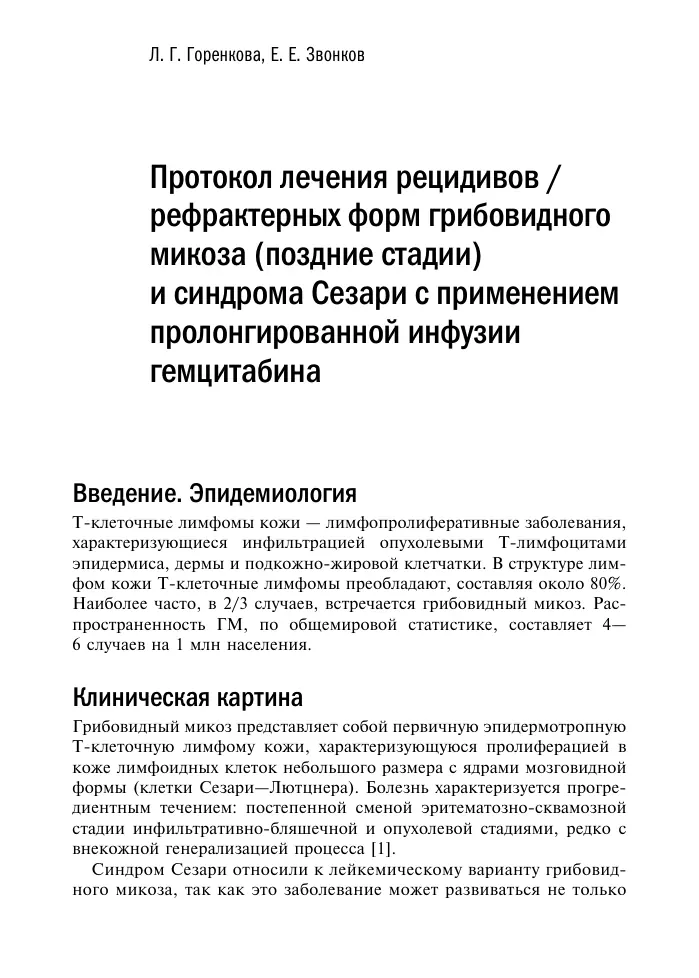 Л. Г. Горенкова, Е. Е. Звонков
Протокол лечения рецидивов /
рефрактерных форм грибовидного
микоза (поздние стадии)
и синдрома Сезари с применением
пролонгированной инфузии
гемцитабина
Введение. Эпидемиология
Т-клеточные лимфомы кожи — лимфопролиферативные заболевания,
характеризующиеся инфильтрацией опухолевыми Т-лимфоцитами
эпидермиса, дермы и подкожно-жировой клетчатки. В структуре лим-
фом кожи Т-клеточные лимфомы преобладают, составляя около 80%.
Наиболее часто, в 2/3 случаев, встречается грибовидный микоз. Рас-
пространенность ГМ, по общемировой статистике, составляет 4—
6 случаев на 1 млн населения.
Клиническая картина
Грибовидный микоз представляет собой первичную эпидермотропную
Т-клеточную лимфому кожи, характеризующуюся пролиферацией в
коже лимфоидных клеток небольшого размера с ядрами мозговидной
формы (клетки Сезари—Лютцнера). Болезнь характеризуется прогре-
диентным течением: постепенной сменой эритематозно-сквамозной
стадии инфильтративно-бляшечной и опухолевой стадиями, редко с
внекожной генерализацией процесса [1].
Синдром Сезари относили к лейкемическому варианту грибовид-
ного микоза, так как это заболевание может развиваться не только